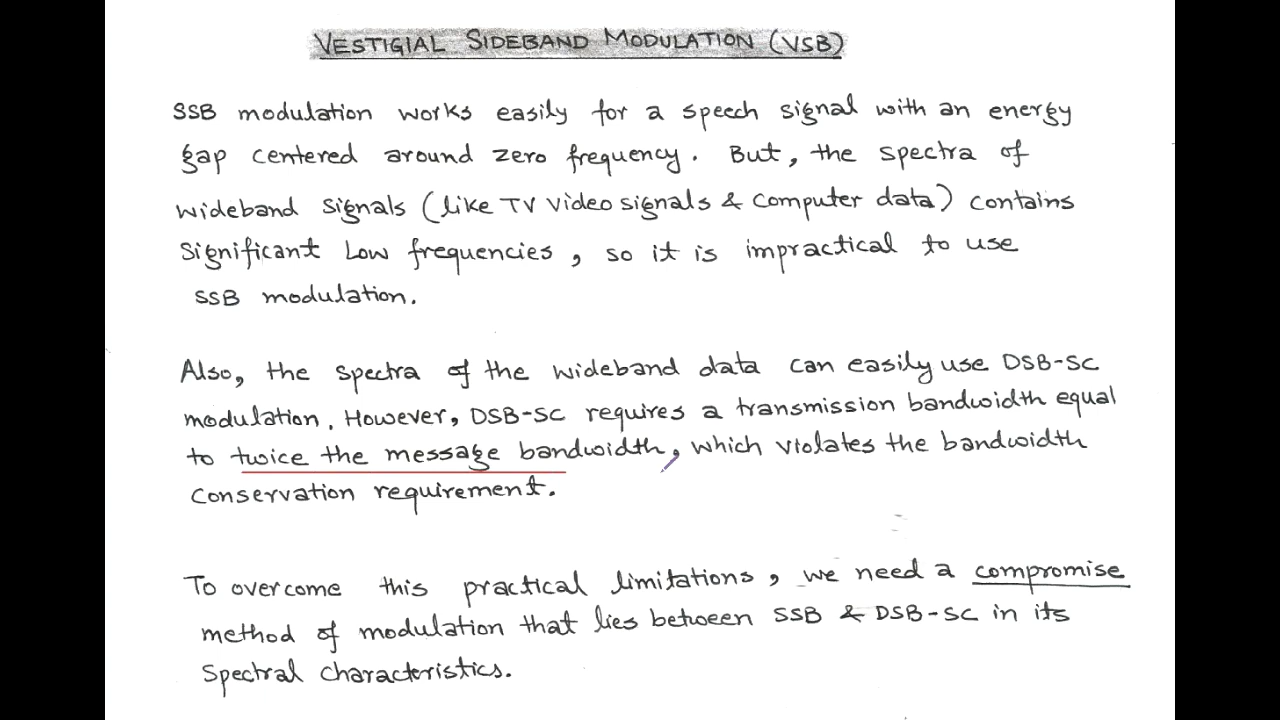 VESTIGIAL SIDEBAND MODULATION (VSB)
SSB modulation works easily for a speech signal with an energy
gap centered around zero frequency. But, the spectra of
wideband signals (like TV video signals & computer data) contains
significant low frequencies, so it is impractical to use
SSB modulation.
Also, the spectra of the wideband data can easily use DSB-SC
modulation. However, DSB-SC requires a transmission bandwidth equal
to twice the message bandwidth, which violates the bandwidth
conservation requirement.
To overcome this practical limitations, we need a compromise
method of modulation that lies between SSB & DSB-SC in its
spectral characteristics.